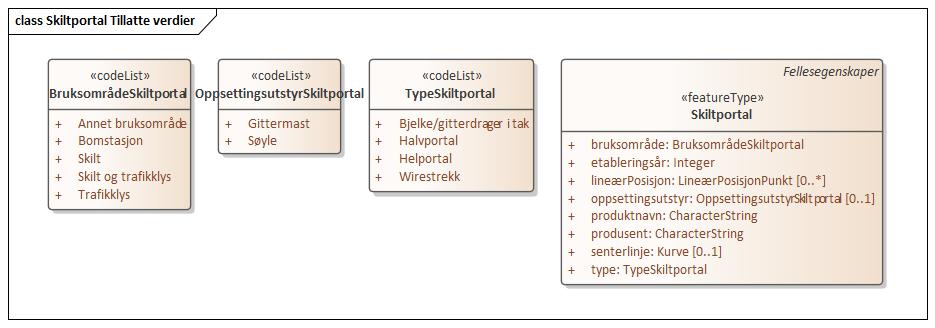 class Skiltportal Tillatte verdier
«codeList»
BruksområdeSkiltportal
+ Annet bruksområde
+ Bomstasjon
+ Skilt
+ Skilt og trafikklys
+ Trafikklys
«codeList»
OppsettingsutstyrSkiltportal
+ Gittermast
+ Søyle
«codeList»
TypeSkiltportal
+ Bjelke/gitterdrager i tak
+ Halvportal
+ Helportal
+ Wirestrekk
Fellesegenskaper
«featureType»
Skiltportal
+ bruksområde: BruksområdeSkiltportal
+ etableringsår: Integer
+ lineærPosisjon: LineærPosisjonPunkt [0..*]
+ oppsettingsutstyr: OppsettingsutstyrSkiltportal [0..1]
+ produktnavn: CharacterString
+ produsent: CharacterString
+ senterlinje: Kurve [0..1]
+ type: TypeSkiltportal